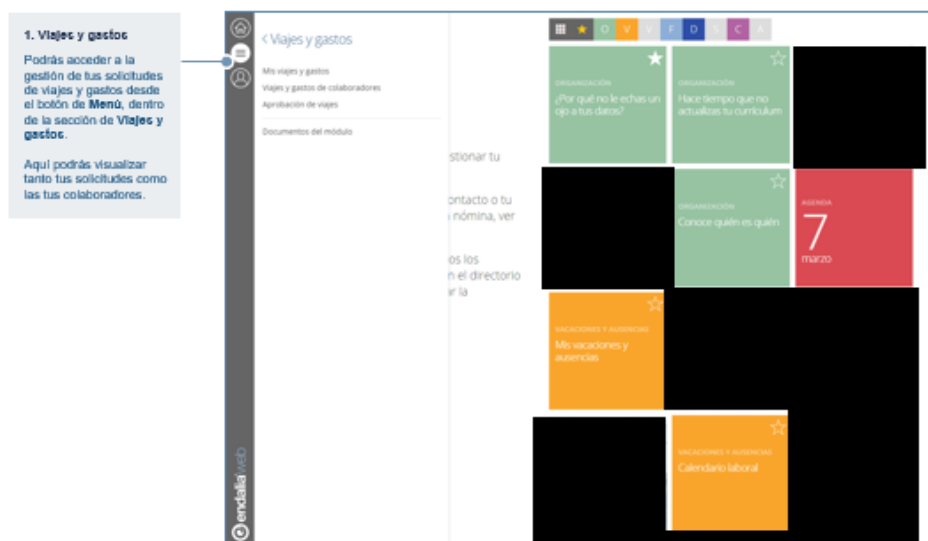 1. Viajes y gastos
Podrás acceder a la
gestión de tus solicitudes
de viajes y gastos desde
el botón de Menú, dentro
de la sección de Viajes y
gastos.
Aquí podrás visualizar
tanto tus solicitudes como
las tus colaboradores.
< Viajes y gastos
Mis viajes y gastos
Viajes y gastos de colaboradores
Aprobación de viajes
Documentos del módulo
stionar tu
ontacto o tu
nómina, ver
os los
n el directorio
ar la
O V V F D S C A
ORGANIZACIÓN
¿Por qué no le echas un
ojo a tus datos?
ORGANIZACIÓN
Hace tiempo que no
actualizas tu currículum
ORGANIZACIÓN
Conoce quién es quién
AGENDA
7
marzo
VACACIONES Y AUSENCIAS
Mis vacaciones y
ausencias
VACACIONES Y AUSENCIAS
Calendario laboral
endaliaweb